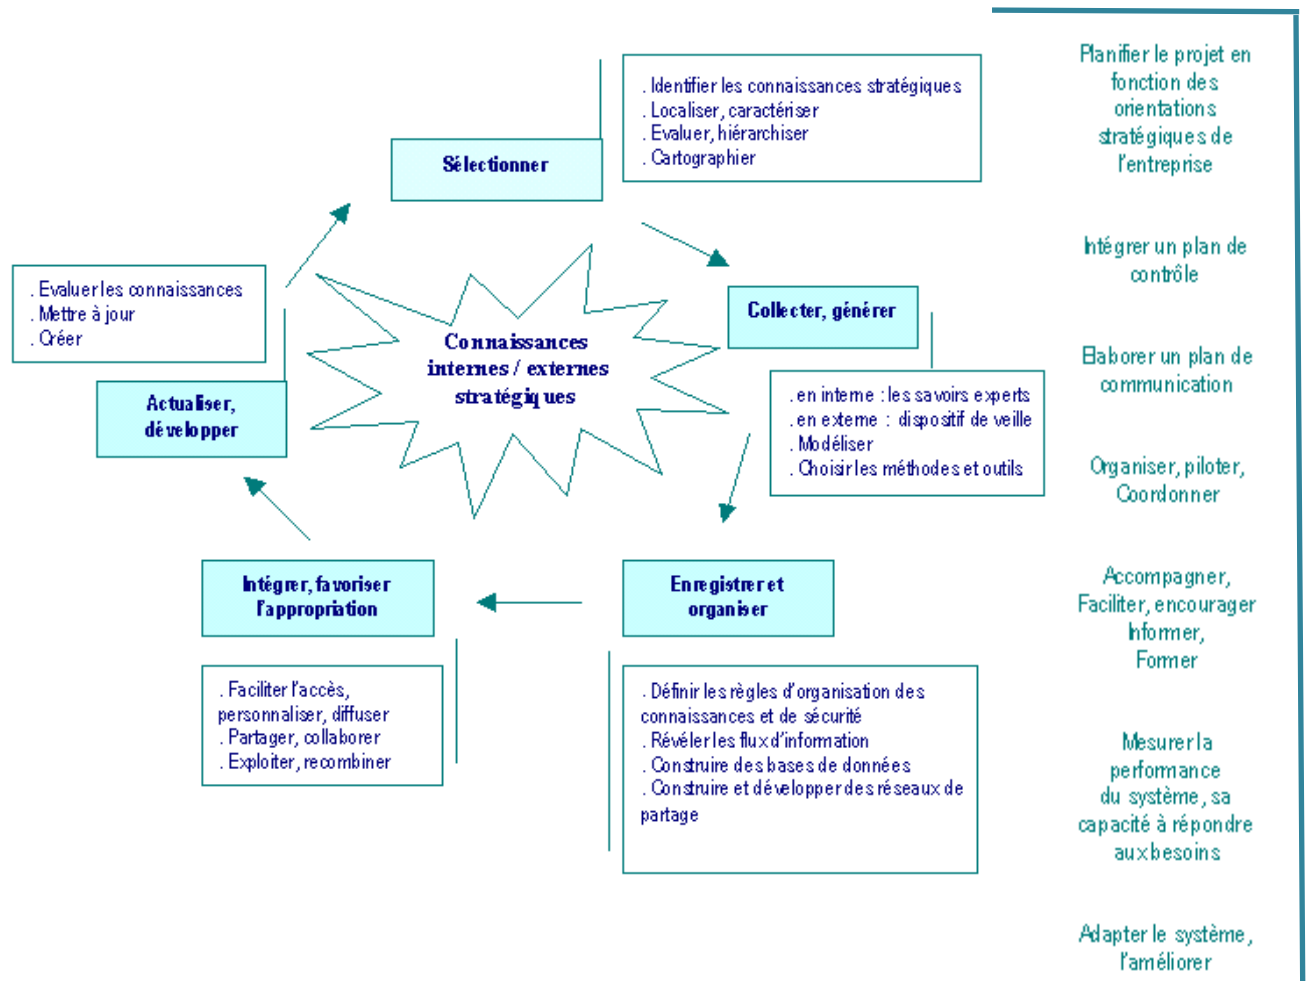 Sélectionner
. Identifier les connaissances stratégiques
. Localiser, caractériser
. Evaluer, hiérarchiser
. Cartographier
Collecter, générer
. en interne : les savoirs experts
. en externe : dispositif de veille
. Modéliser
. Choisir les méthodes et outils
Enregistrer et
organiser
. Définir les règles d'organisation des
connaissances et de sécurité
. Révéler les flux d'information
. Construire des bases de données
. Construire et développer des réseaux de
partage
Intégrer, favoriser
l'appropriation
. Faciliter l'accès,
personnaliser, diffuser
. Partager, collaborer
. Exploiter, recombiner
Actualiser,
développer
. Evaluer les connaissances
. Mettre à jour
. Créer
Connaissances
internes / externes
stratégiques
Planifier le projet en
fonction des
orientations
stratégiques de
l'entreprise
Intégrer un plan de
contrôle
Elaborer un plan de
communication
Organiser, piloter,
Coordonner
Accompagner,
Faciliter, encourager
Informer,
Former
Mesurer la
performance
du système, sa
capacité à répondre
aux besoins
Adapter le système,
l'améliorer